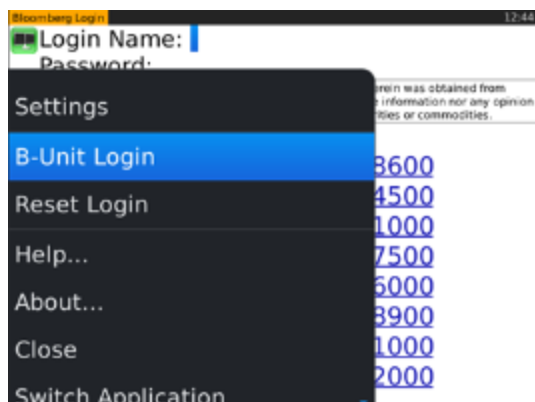 Bloomberg Login 12:44
Login Name:
Password:
erein was obtained from
information nor any opinion
rities or commodities.
Settings
B-Unit Login
Reset Login
Help...
About...
Close
Switch Application
8600
4500
1000
7500
6000
8900
1000
2000